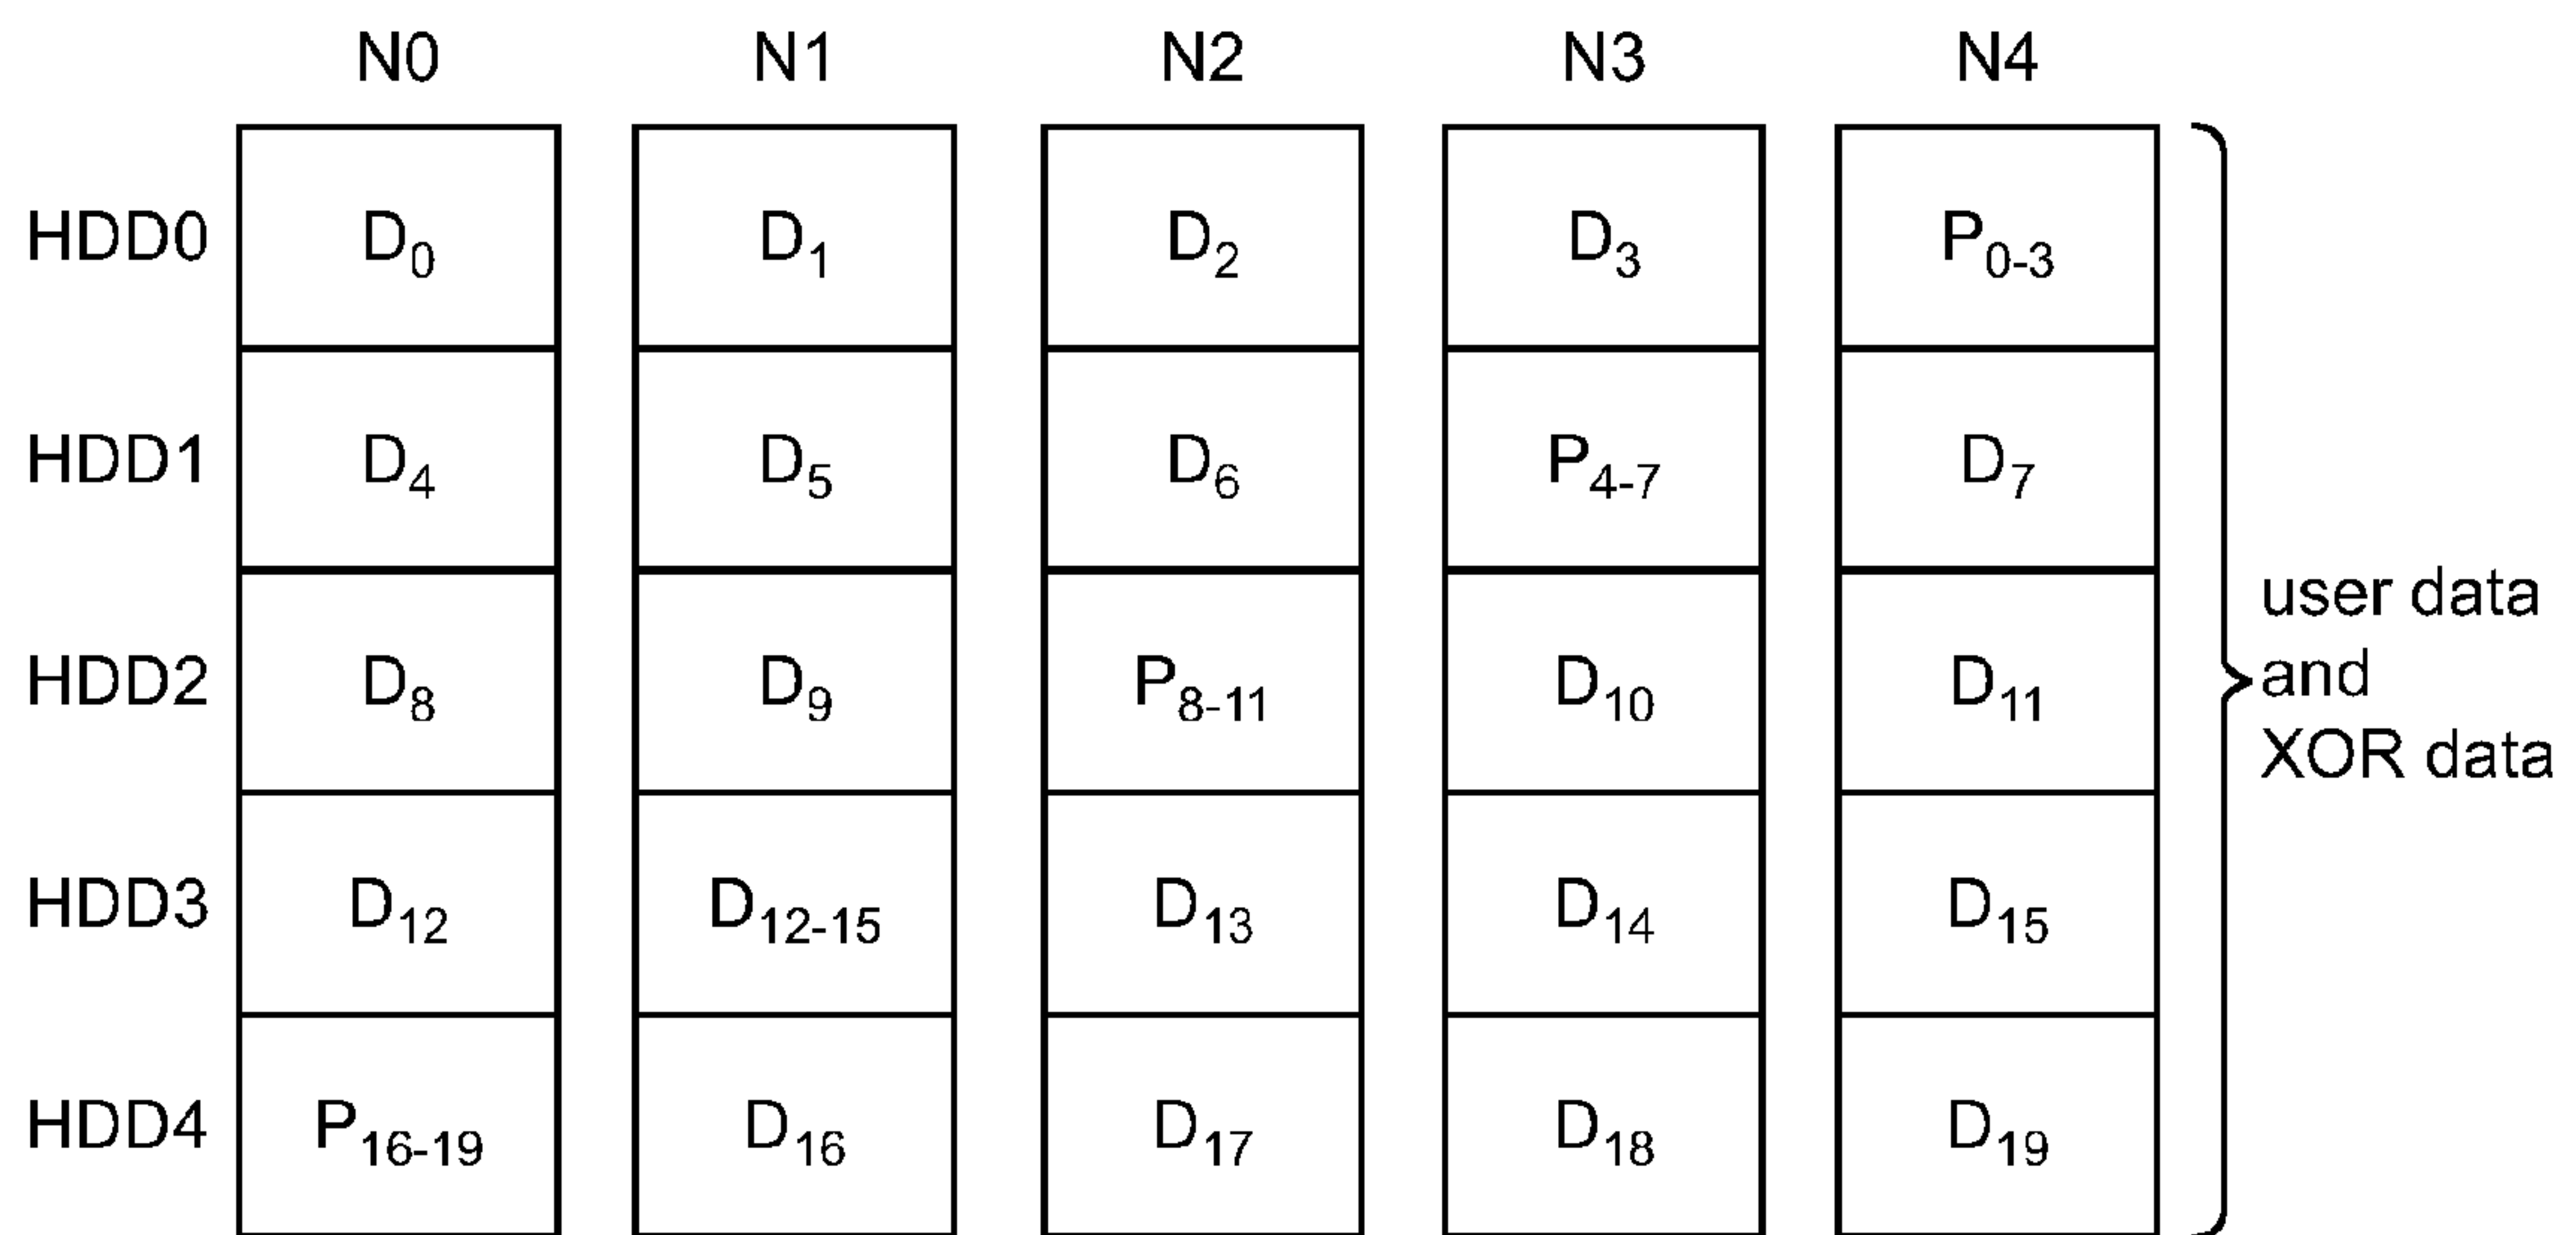 N0 N1 N2 N3 N4
HDD0 D0 D1 D2 D3 P0-3
HDD1 D4 D5 D6 P4-7 D7
HDD2 D8 D9 P8-11 D10 D11
HDD3 D12 D12-15 D13 D14 D15
HDD4 P16-19 D16 D17 D18 D19
user data
and
XOR data